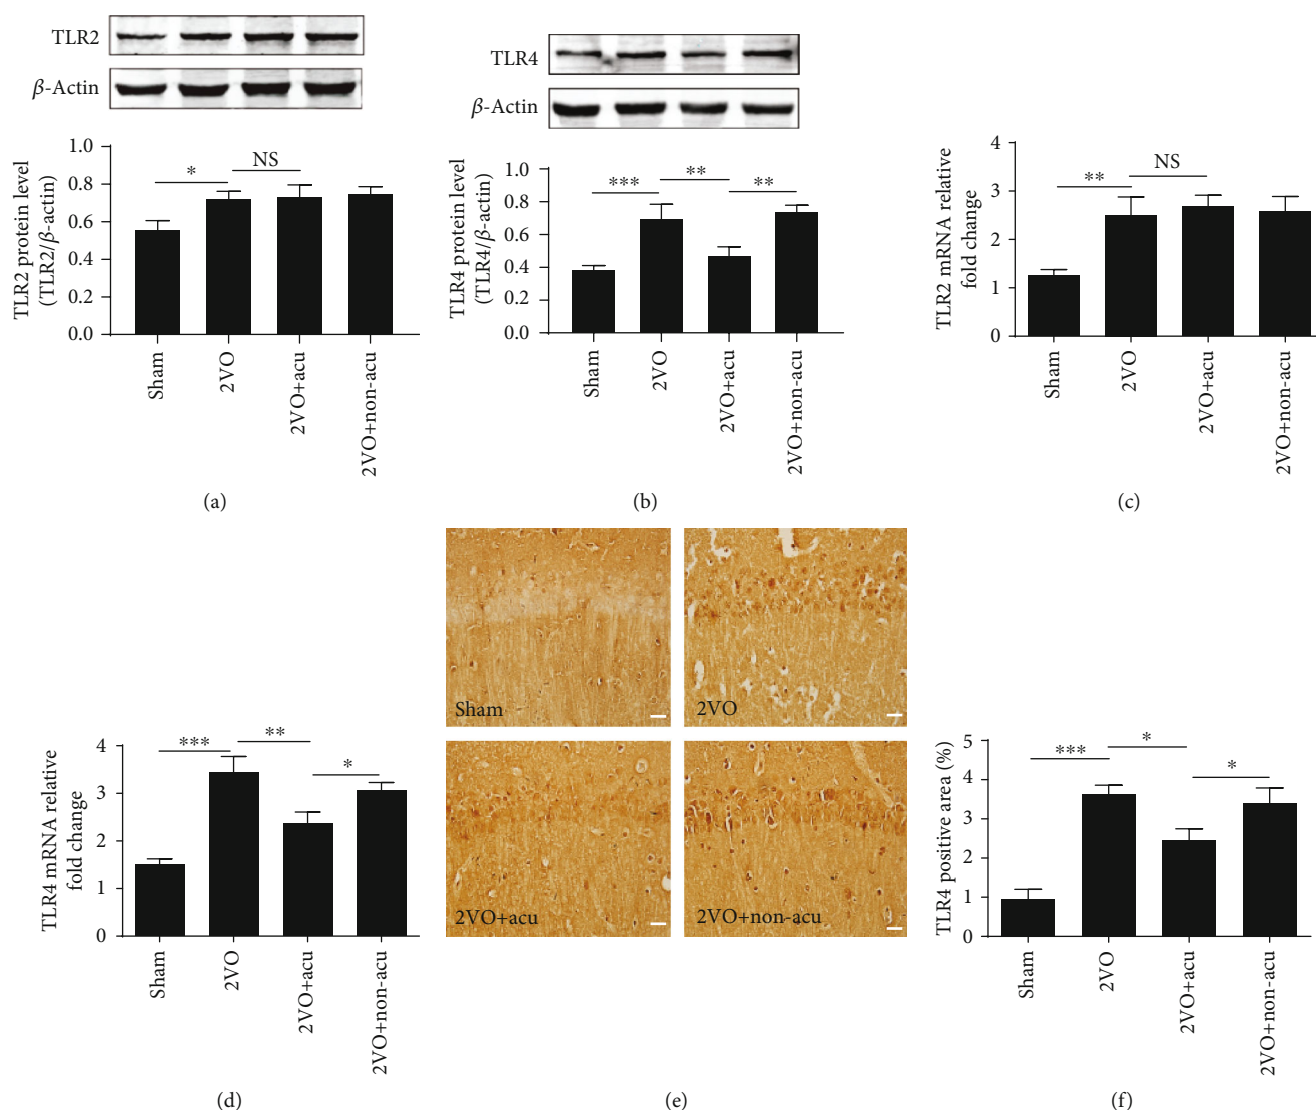 TLR2
β-Actin
TLR2 protein level
(TLR2/β-actin)
1.0
0.8
0.6
0.4
0.2
0.0
*
NS
Sham
2VO
2VO+acu
2VO+non-acu
(a)
TLR4
β-Actin
TLR4 protein level
(TLR4/β-actin)
1.0
0.8
0.6
0.4
0.2
0.0
***
**
**
Sham
2VO
2VO+acu
2VO+non-acu
(b)
TLR2 mRNA relative
fold change
4
3
2
1
0
**
NS
Sham
2VO
2VO+acu
2VO+non-acu
(c)
TLR4 mRNA relative
fold change
4
3
2
1
0
***
**
*
Sham
2VO
2VO+acu
2VO+non-acu
(d)
Sham
2VO
2VO+acu
2VO+non-acu
(e)
TLR4 positive area (%)
5
4
3
2
1
0
***
*
*
Sham
2VO
2VO+acu
2VO+non-acu
(f)